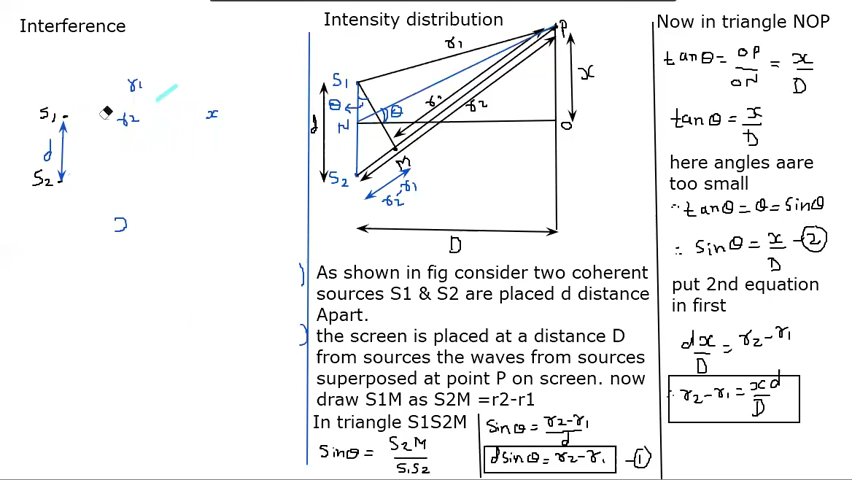 Interference
r1
S1
r2
x
d
S2
D
Intensity distribution
P
r1
S1
x
θ
θ
r1
r2
d
N
O
M
S2
r2-r1
D
As shown in fig consider two coherent
sources S1 & S2 are placed d distance
Apart.
the screen is placed at a distance D
from sources the waves from sources
superposed at point P on screen. now
draw S1M as S2M =r2-r1
In triangle S1S2M
sinθ = S2M / S1S2
sinθ = r2-r1 / d
dsinθ = r2-r1 -①
Now in triangle NOP
tanθ = OP / ON = x / D
tanθ = x / D
here angles aare
too small
∴ tanθ = θ = sinθ
∴ sinθ = x / D -②
put 2nd equation
in first
dx / D = r2-r1
∴ r2-r1 = xd / D